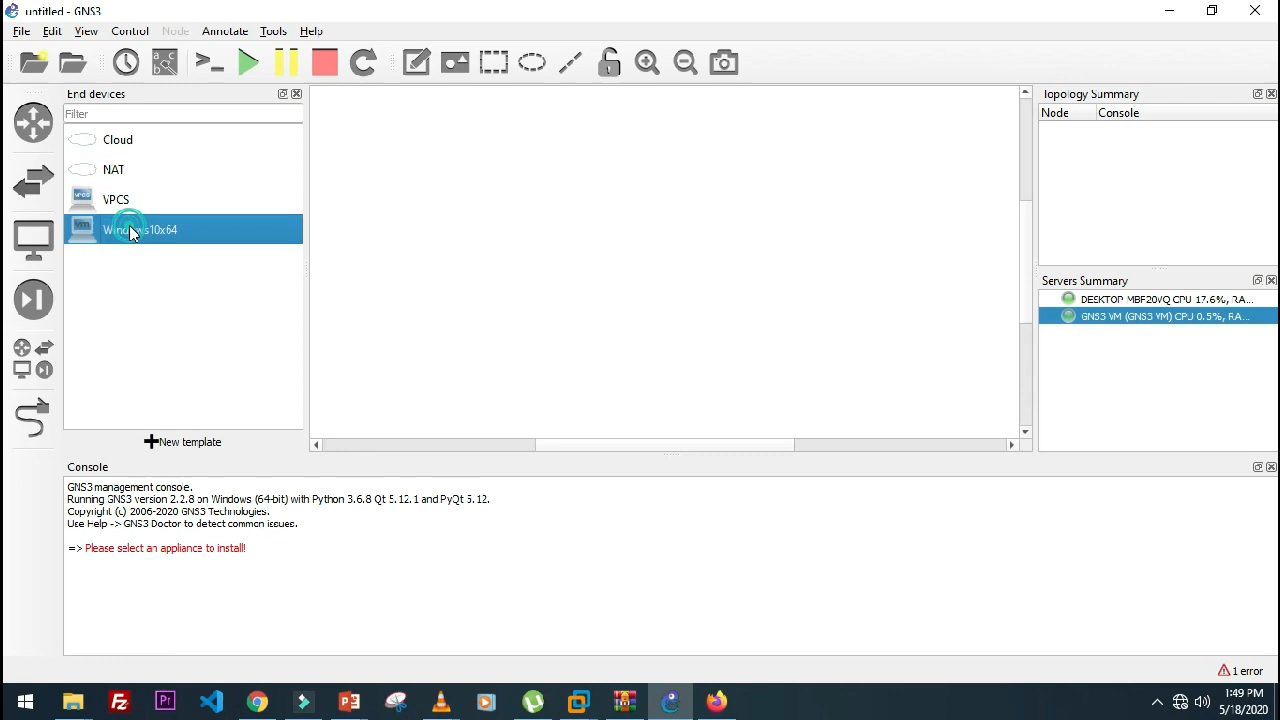 untitled - GNS3
File Edit View Control Node Annotate Tools Help
End devices
Filter
Cloud
NAT
VPCS
Windows10x64
New template
Topology Summary
Node Console
Servers Summary
DESKTOP-MBF20VQ CPU 17.6%, RA...
GNS3 VM (GNS3 VM) CPU 0.5%, RA...
Console
GNS3 management console.
Running GNS3 version 2.2.8 on Windows (64-bit) with Python 3.6.8 Qt 5.12.1 and PyQt 5.12.
Copyright (c) 2006-2020 GNS3 Technologies.
Use Help -> GNS3 Doctor to detect common issues.
=> Please select an appliance to install!
1 error
1:49 PM
5/18/2020